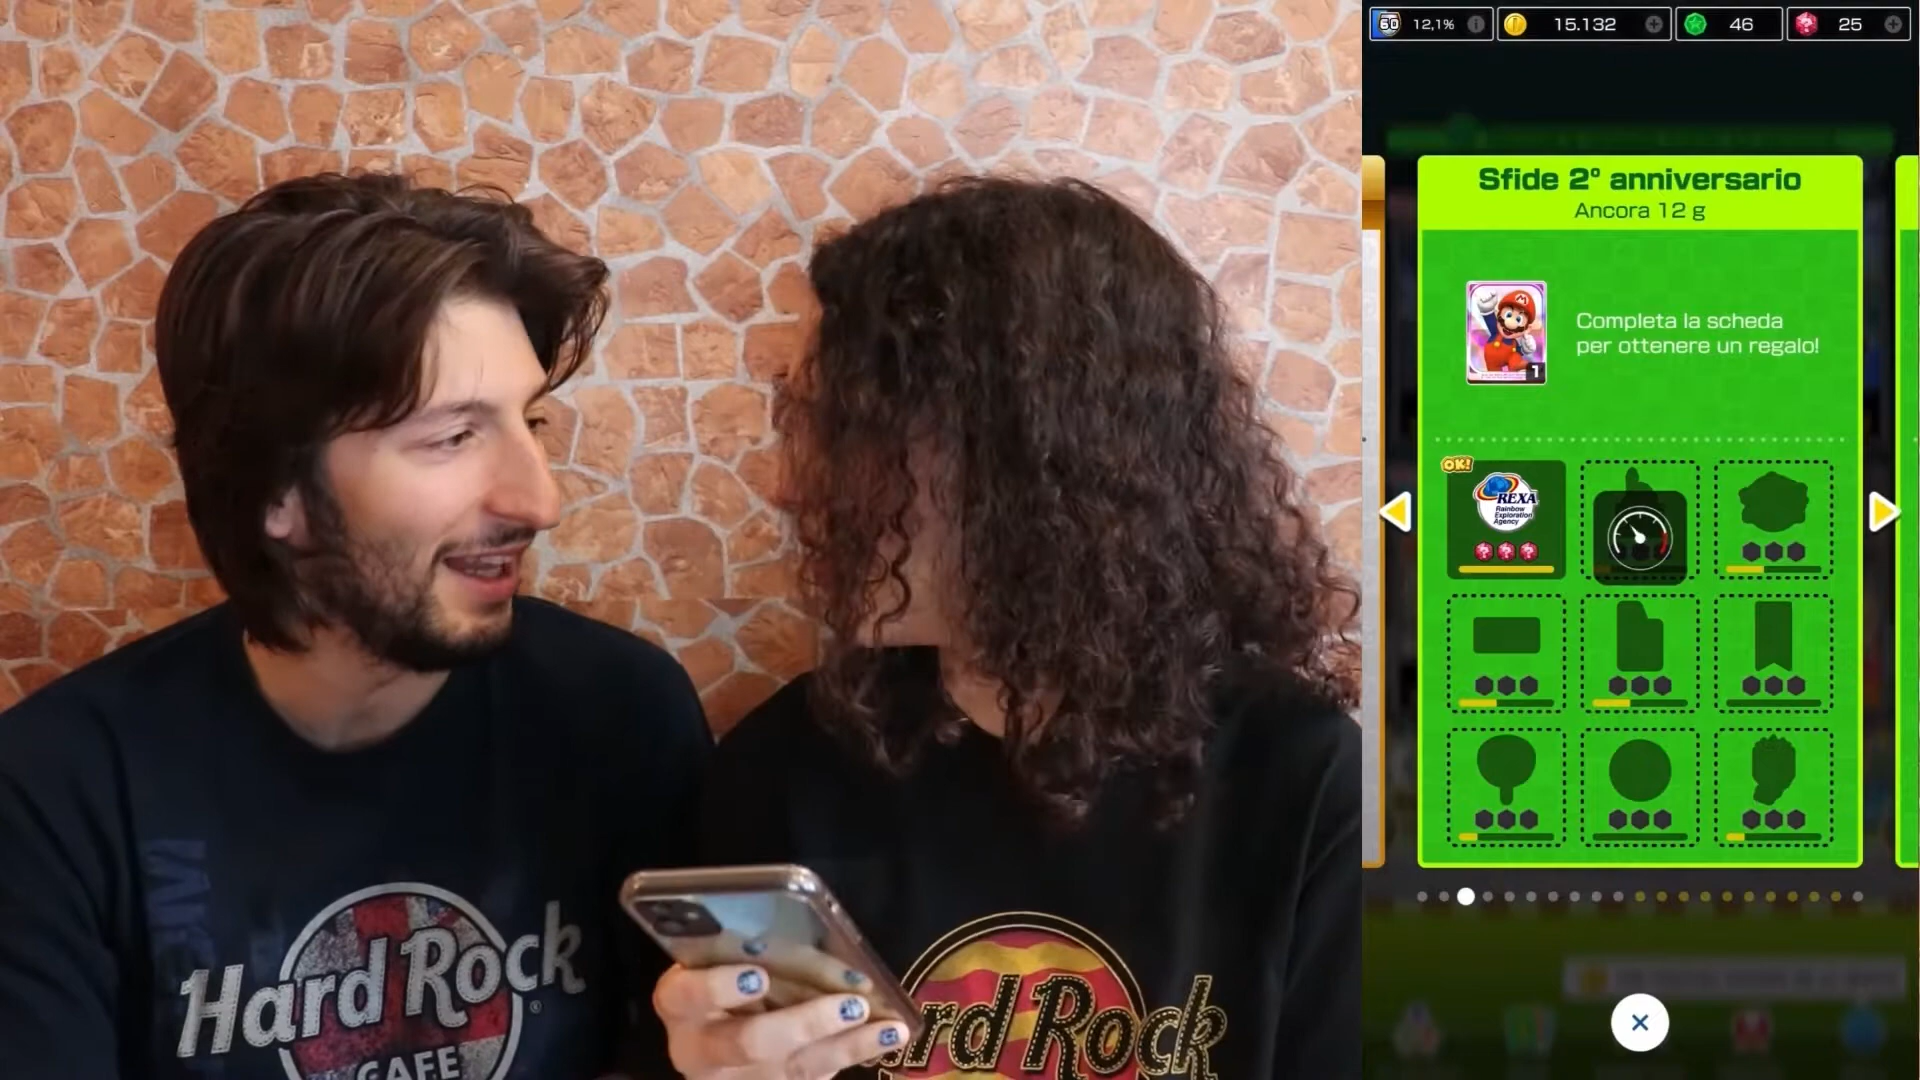 60
12,1%
15.132
46
25
Sfide 2° anniversario
Ancora 12 g
Completa la scheda
per ottenere un regalo!
1
OK!
REXA
Rainbow
Exploration
Agency
Hard Rock
CAFE
ard Rock